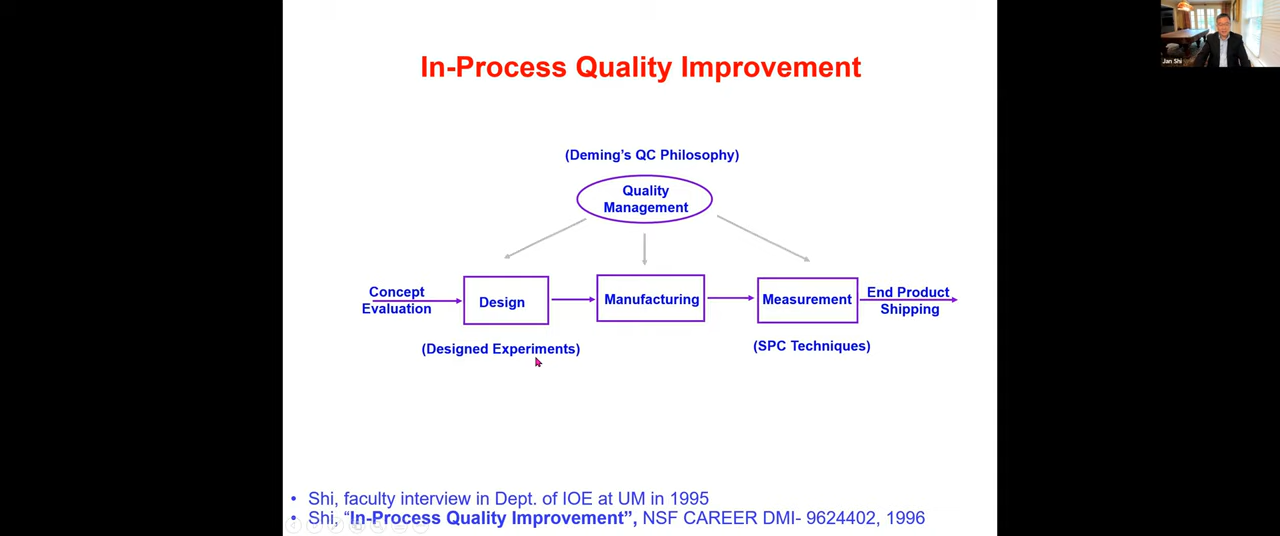 In-Process Quality Improvement
(Deming's QC Philosophy)
Quality
Management
Concept
Evaluation
Design
Manufacturing
Measurement
End Product
Shipping
(Designed Experiments)
(SPC Techniques)
• Shi, faculty interview in Dept. of IOE at UM in 1995
• Shi, “In-Process Quality Improvement”, NSF CAREER DMI- 9624402, 1996
Jan Shi